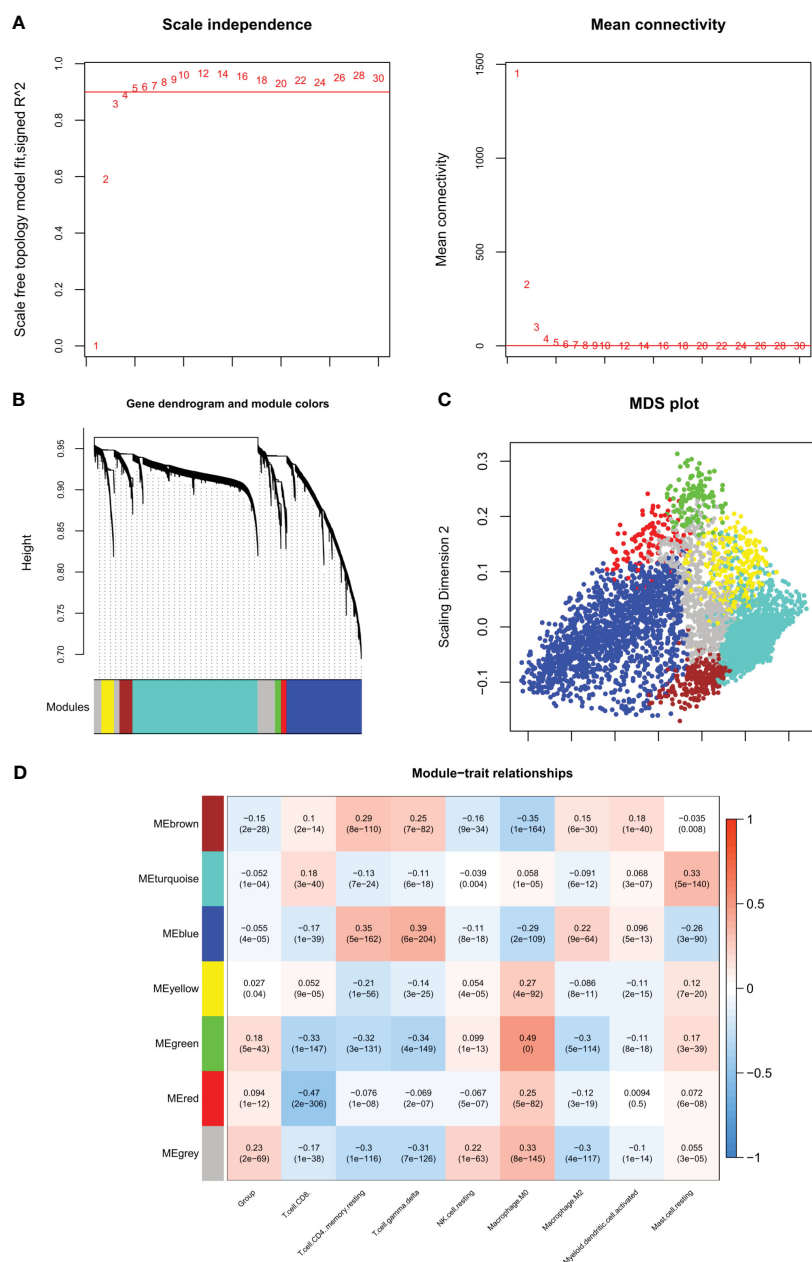 A
Scale independence
Mean connectivity
Scale free topology model fit,signed R^2
0.0 0.2 0.4 0.6 0.8 1.0
1 2 3 4 5 6 7 8 9 10 12 14 16 18 20 22 24 26 28 30
Mean connectivity
0 500 1000 1500
1 2 3 4 5 6 7 8 9 10 12 14 16 18 20 22 24 26 28 30
B
Gene dendrogram and module colors
Height
0.70 0.75 0.80 0.85 0.90 0.95
Modules
C
MDS plot
Scaling Dimension 2
−0.1 0.0 0.1 0.2 0.3
D
Module−trait relationships
MEbrown
−0.15 0.1 0.29 0.25 −0.16 −0.35 0.15 0.18 −0.035
(2e−28) (2e−14) (8e−110) (7e−82) (9e−34) (1e−164) (6e−30) (1e−40) (0.008)
MEturquoise
−0.052 0.18 −0.13 −0.11 −0.039 0.058 −0.091 0.068 0.33
(1e−04) (3e−40) (7e−24) (6e−18) (0.004) (1e−05) (6e−12) (3e−07) (5e−140)
MEblue
−0.055 −0.17 0.35 0.39 −0.11 −0.29 0.22 0.096 −0.26
(4e−05) (1e−39) (5e−162) (6e−204) (8e−18) (2e−109) (9e−64) (5e−13) (3e−90)
MEyellow
0.027 0.052 −0.21 −0.14 0.054 0.27 −0.086 −0.11 0.12
(0.04) (9e−05) (1e−56) (3e−25) (4e−05) (4e−92) (8e−11) (2e−15) (7e−20)
MEgreen
0.18 −0.33 −0.32 −0.34 0.099 0.49 −0.3 −0.11 0.17
(5e−43) (1e−147) (3e−131) (4e−149) (1e−13) (0) (5e−114) (8e−18) (3e−39)
MEred
0.094 −0.47 −0.076 −0.069 −0.067 0.25 −0.12 0.0094 0.072
(1e−12) (2e−306) (1e−08) (2e−07) (5e−07) (5e−82) (3e−19) (0.5) (6e−08)
MEgrey
0.23 −0.17 −0.3 −0.31 0.22 0.33 −0.3 −0.1 0.055
(2e−69) (1e−38) (1e−116) (7e−126) (1e−63) (8e−145) (4e−117) (1e−14) (3e−05)
Group
T.cell.CD8.
T.cell.CD4..memory.resting
T.cell.gamma.delta
NK.cell.resting
Macrophage.M0
Macrophage.M2
Myeloid.dendritic.cell.activated
Mast.cell.resting
1
0.5
0
−0.5
−1